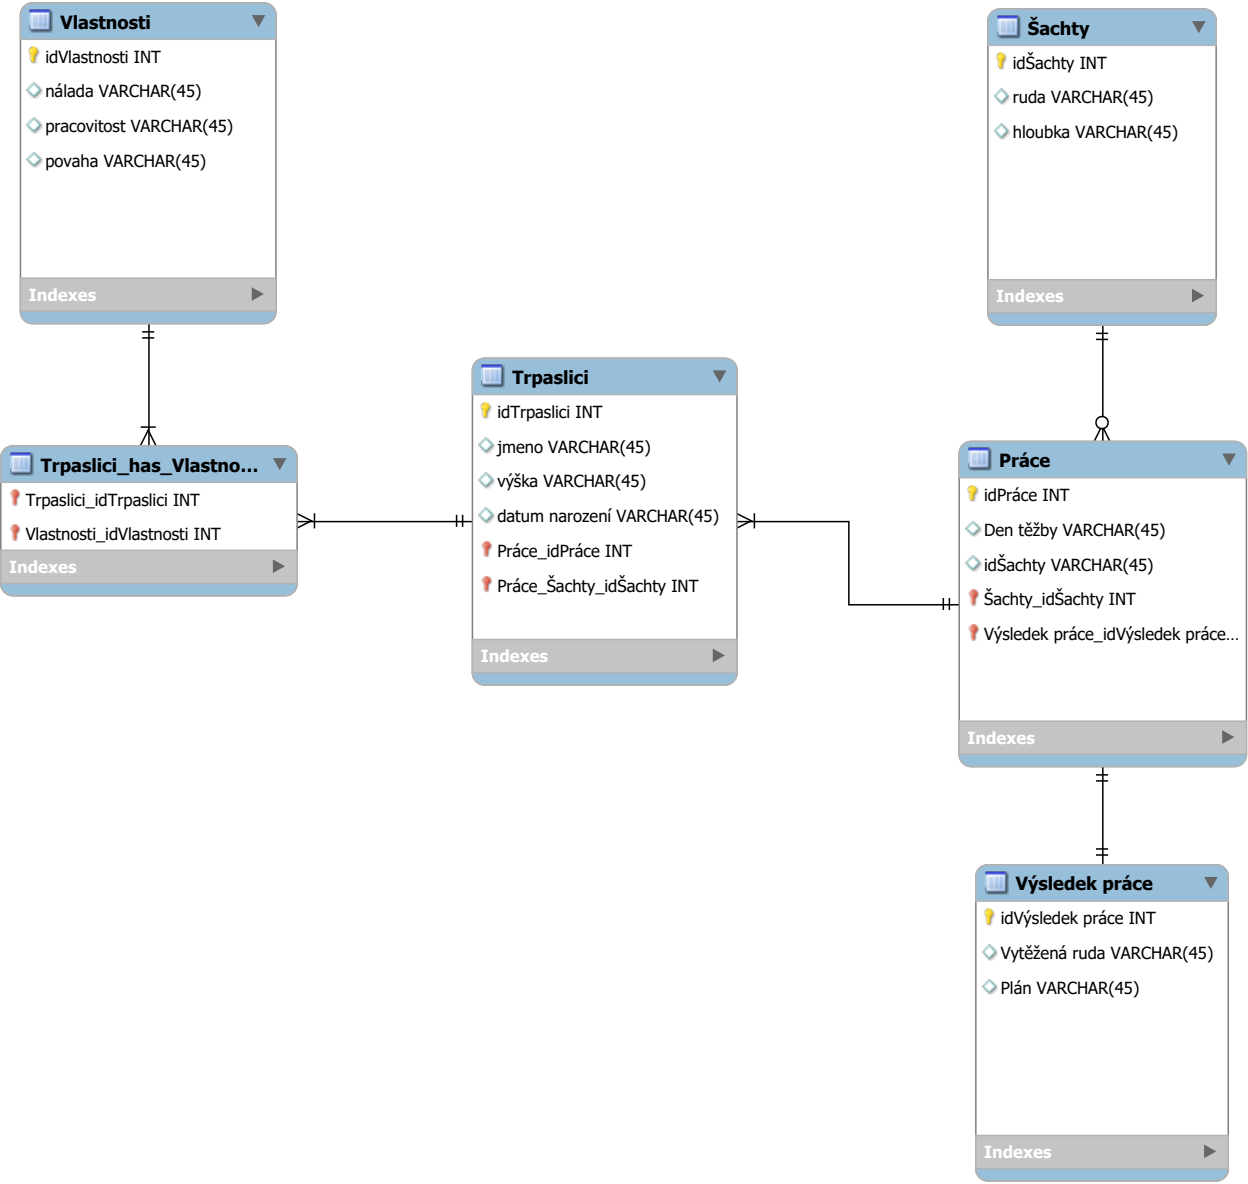 Vlastnosti
idVlastnosti INT
nálada VARCHAR(45)
pracovitost VARCHAR(45)
povaha VARCHAR(45)
Indexes
Šachty
idŠachty INT
ruda VARCHAR(45)
hloubka VARCHAR(45)
Indexes
Trpaslici_has_Vlastno...
Trpaslici_idTrpaslici INT
Vlastnosti_idVlastnosti INT
Indexes
Trpaslici
idTrpaslici INT
jmeno VARCHAR(45)
výška VARCHAR(45)
datum narození VARCHAR(45)
Práce_idPráce INT
Práce_Šachty_idŠachty INT
Indexes
Práce
idPráce INT
Den těžby VARCHAR(45)
idŠachty VARCHAR(45)
Šachty_idŠachty INT
Výsledek práce_idVýsledek práce...
Indexes
Výsledek práce
idVýsledek práce INT
Vytěžená ruda VARCHAR(45)
Plán VARCHAR(45)
Indexes